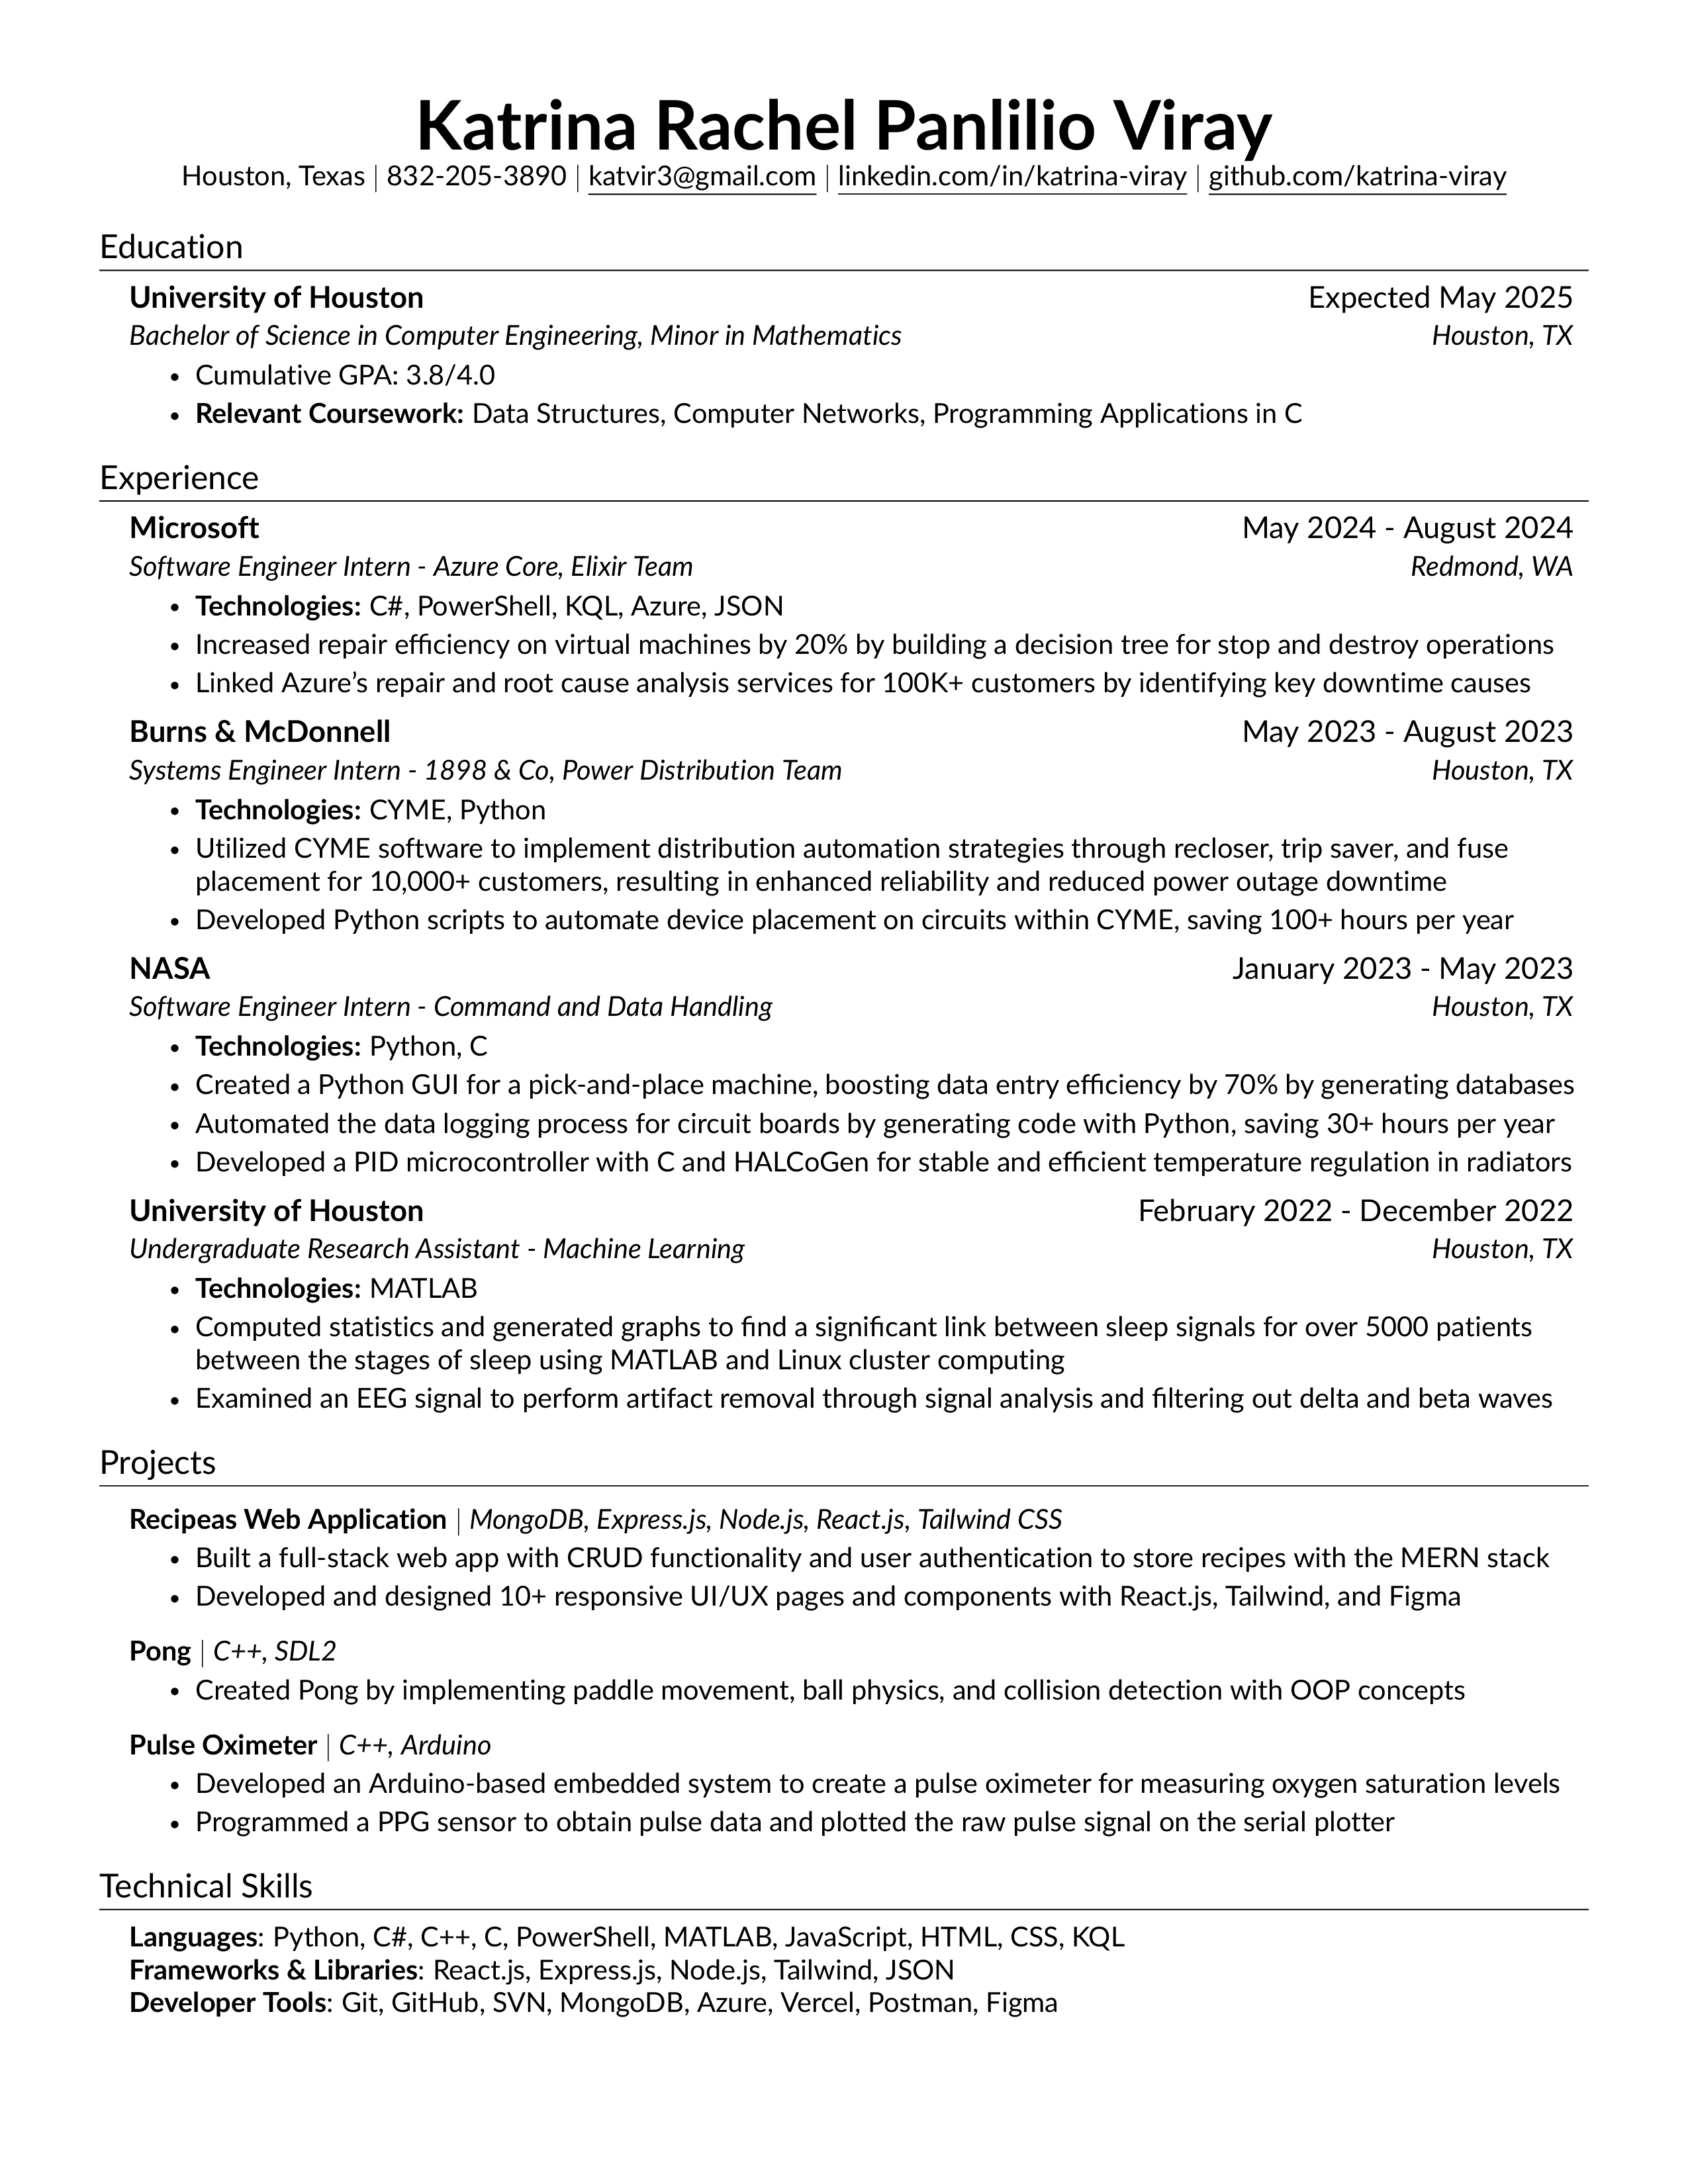 Katrina Rachel Panlilio Viray
Houston, Texas | 832-205-3890 | katvir3@gmail.com | linkedin.com/in/katrina-viray | github.com/katrina-viray
Education
University of Houston Expected May 2025
Bachelor of Science in Computer Engineering, Minor in Mathematics Houston, TX
• Cumulative GPA: 3.8/4.0
• Relevant Coursework: Data Structures, Computer Networks, Programming Applications in C
Experience
Microsoft May 2024 - August 2024
Software Engineer Intern - Azure Core, Elixir Team Redmond, WA
• Technologies: C#, PowerShell, KQL, Azure, JSON
• Increased repair efficiency on virtual machines by 20% by building a decision tree for stop and destroy operations
• Linked Azure’s repair and root cause analysis services for 100K+ customers by identifying key downtime causes
Burns & McDonnell May 2023 - August 2023
Systems Engineer Intern - 1898 & Co, Power Distribution Team Houston, TX
• Technologies: CYME, Python
• Utilized CYME software to implement distribution automation strategies through recloser, trip saver, and fuse
placement for 10,000+ customers, resulting in enhanced reliability and reduced power outage downtime
• Developed Python scripts to automate device placement on circuits within CYME, saving 100+ hours per year
NASA January 2023 - May 2023
Software Engineer Intern - Command and Data Handling Houston, TX
• Technologies: Python, C
• Created a Python GUI for a pick-and-place machine, boosting data entry efficiency by 70% by generating databases
• Automated the data logging process for circuit boards by generating code with Python, saving 30+ hours per year
• Developed a PID microcontroller with C and HALCoGen for stable and efficient temperature regulation in radiators
University of Houston February 2022 - December 2022
Undergraduate Research Assistant - Machine Learning Houston, TX
• Technologies: MATLAB
• Computed statistics and generated graphs to find a significant link between sleep signals for over 5000 patients
between the stages of sleep using MATLAB and Linux cluster computing
• Examined an EEG signal to perform artifact removal through signal analysis and filtering out delta and beta waves
Projects
Recipeas Web Application | MongoDB, Express.js, Node.js, React.js, Tailwind CSS
• Built a full-stack web app with CRUD functionality and user authentication to store recipes with the MERN stack
• Developed and designed 10+ responsive UI/UX pages and components with React.js, Tailwind, and Figma
Pong | C++, SDL2
• Created Pong by implementing paddle movement, ball physics, and collision detection with OOP concepts
Pulse Oximeter | C++, Arduino
• Developed an Arduino-based embedded system to create a pulse oximeter for measuring oxygen saturation levels
• Programmed a PPG sensor to obtain pulse data and plotted the raw pulse signal on the serial plotter
Technical Skills
Languages: Python, C#, C++, C, PowerShell, MATLAB, JavaScript, HTML, CSS, KQL
Frameworks & Libraries: React.js, Express.js, Node.js, Tailwind, JSON
Developer Tools: Git, GitHub, SVN, MongoDB, Azure, Vercel, Postman, Figma